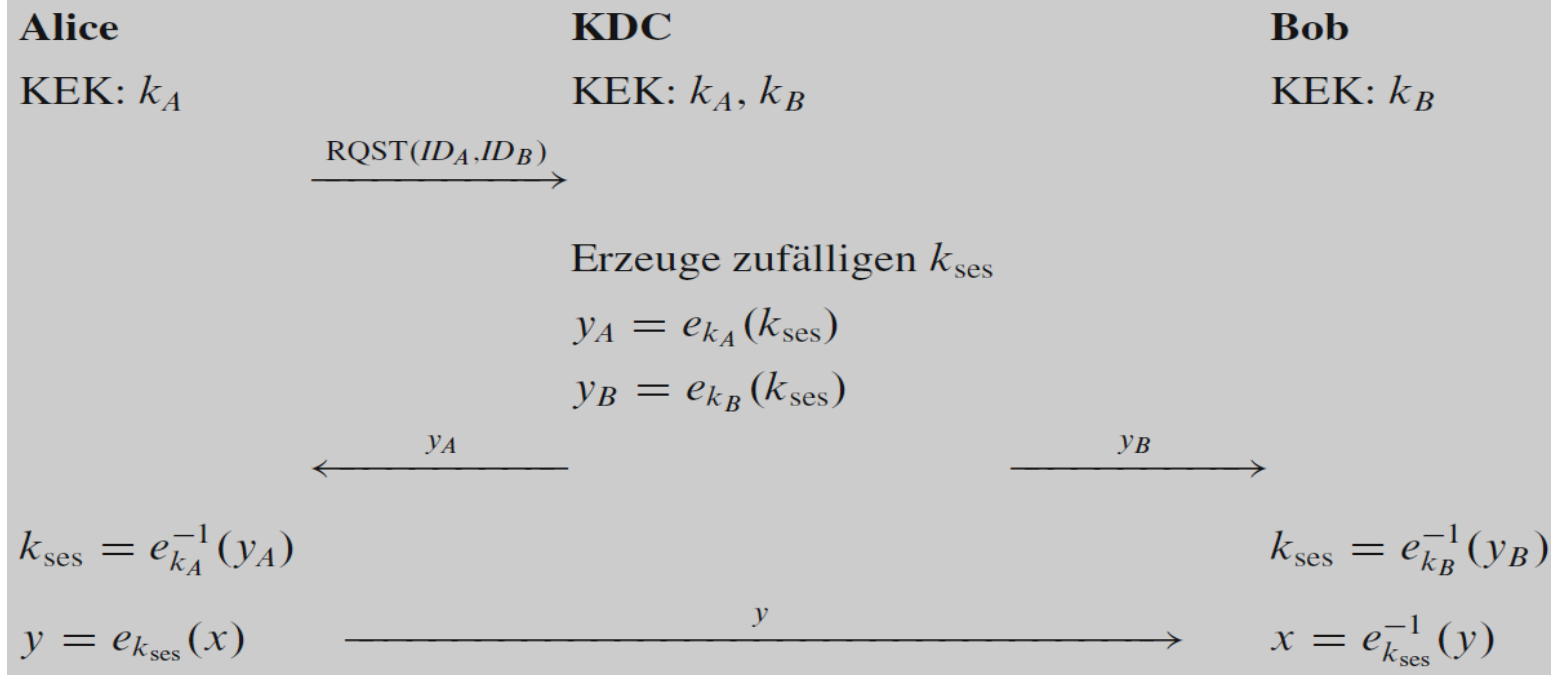 Alice KDC Bob
KEK: k_A KEK: k_A, k_B KEK: k_B
RQST(ID_A,ID_B)
Erzeuge zufälligen k_ses
y_A = e_{k_A}(k_ses)
y_B = e_{k_B}(k_ses)
y_A y_B
k_ses = e_{k_A}^{-1}(y_A) k_ses = e_{k_B}^{-1}(y_B)
y = e_{k_ses}(x) y x = e_{k_ses}^{-1}(y)